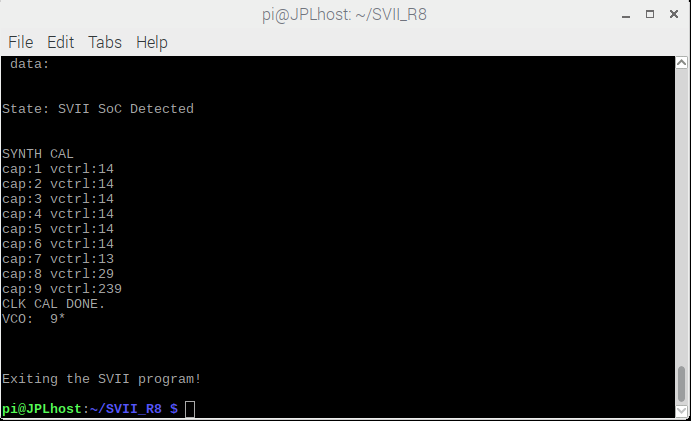 pi@JPLhost: ~/SVII_R8
File Edit Tabs Help
data:
State: SVII SoC Detected
SYNTH CAL
cap:1 vctrl:14
cap:2 vctrl:14
cap:3 vctrl:14
cap:4 vctrl:14
cap:5 vctrl:14
cap:6 vctrl:14
cap:7 vctrl:13
cap:8 vctrl:29
cap:9 vctrl:239
CLK CAL DONE.
VCO:  9*
Exiting the SVII program!
pi@JPLhost:~/SVII_R8 $